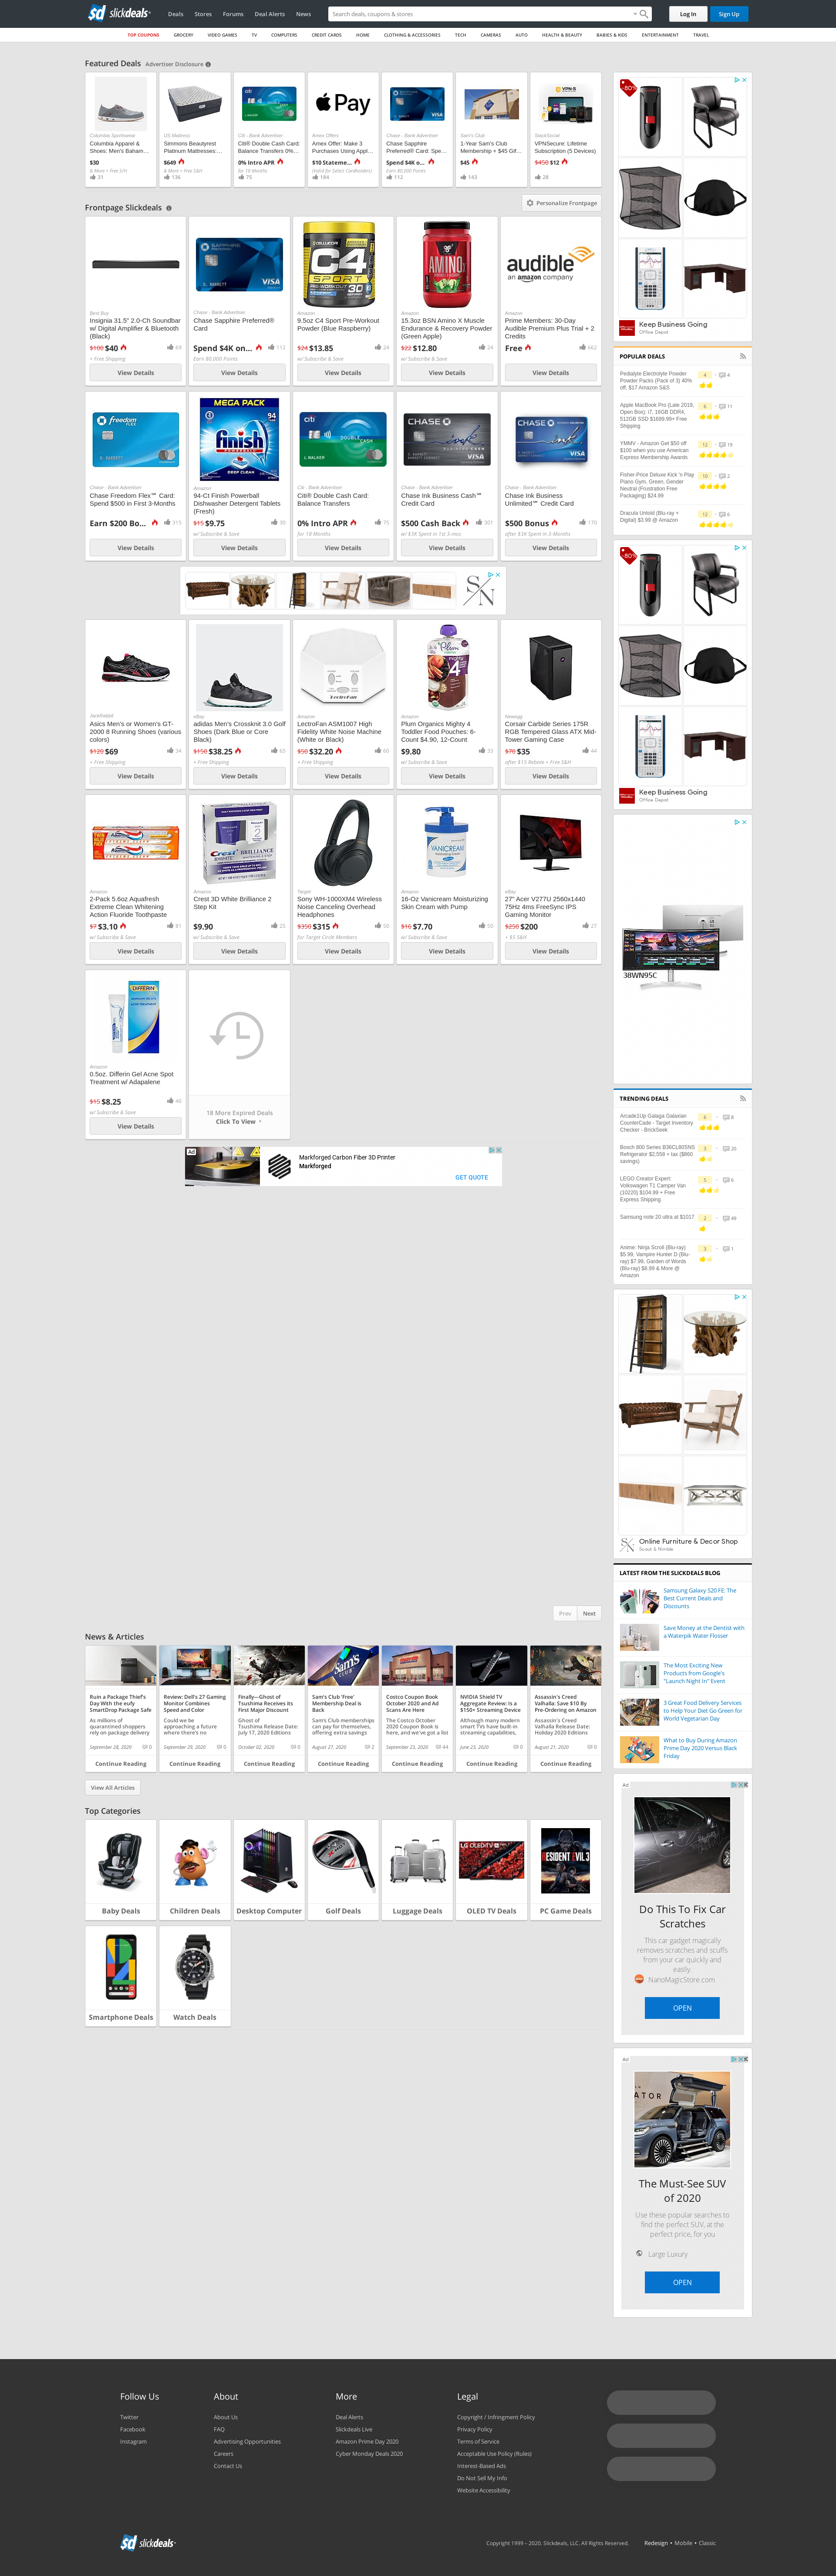 sd slickdeals
Deals Stores Forums Deal Alerts News
Search deals, coupons & stores
Log In Sign Up
TOP COUPONS GROCERY VIDEO GAMES TV COMPUTERS CREDIT CARDS HOME CLOTHING & ACCESSORIES TECH CAMERAS AUTO HEALTH & BEAUTY BABIES & KIDS ENTERTAINMENT TRAVEL
Featured Deals Advertiser Disclosure
Columbia Sportswear
Columbia Apparel &
Shoes: Men's Baham...
$30
& More + Free S/H
31
US Mattress
Simmons Beautyrest
Platinum Mattresses:...
$649
& More + Free S&H
136
Citi - Bank Advertiser
Citi® Double Cash Card:
Balance Transfers 0%...
0% Intro APR
for 18 Months
75
Pay
Amex Offers
Amex Offer: Make 3
Purchases Using Appl...
$10 Stateme...
(Valid for Select Cardholders)
184
Chase - Bank Advertiser
Chase Sapphire
Preferred® Card: Spe...
Spend $4K o...
Earn 80,000 Points
112
Sam's Club
1-Year Sam's Club
Membership + $45 Gif...
$45
143
StackSocial
VPNSecure: Lifetime
Subscription (5 Devices)
$450 $12
28
Frontpage Slickdeals
Personalize Frontpage
Best Buy
Insignia 31.5" 2.0-Ch Soundbar
w/ Digital Amplifier & Bluetooth
(Black)
$100 $40
69
+ Free Shipping
View Details
Chase - Bank Advertiser
Chase Sapphire Preferred®
Card
Spend $4K on...
112
Earn 80,000 Points
View Details
Amazon
9.5oz C4 Sport Pre-Workout
Powder (Blue Raspberry)
$24 $13.85
24
w/ Subscribe & Save
View Details
Amazon
15.3oz BSN Amino X Muscle
Endurance & Recovery Powder
(Green Apple)
$22 $12.80
24
w/ Subscribe & Save
View Details
audible
an amazon company
Amazon
Prime Members: 30-Day
Audible Premium Plus Trial + 2
Credits
Free
662
View Details
Chase - Bank Advertiser
Chase Freedom Flex℠ Card:
Spend $500 in First 3-Months
Earn $200 Bo...
315
View Details
MEGA PACK
94
finish
POWERBALL
DEEP CLEAN
Amazon
94-Ct Finish Powerball
Dishwasher Detergent Tablets
(Fresh)
$15 $9.75
30
w/ Subscribe & Save
View Details
Citi - Bank Advertiser
Citi® Double Cash Card:
Balance Transfers
0% Intro APR
75
for 18 Months
View Details
Chase - Bank Advertiser
Chase Ink Business Cash℠
Credit Card
$500 Cash Back
301
w/ $3K Spent in 1st 3-mos
View Details
Chase - Bank Advertiser
Chase Ink Business
Unlimited℠ Credit Card
$500 Bonus
170
after $3K Spent in 3-Months
View Details
S N
JackRabbit
Asics Men's or Women's GT-
2000 8 Running Shoes (various
colors)
$120 $69
34
+ Free Shipping
View Details
eBay
adidas Men's Crossknit 3.0 Golf
Shoes (Dark Blue or Core
Black)
$150 $38.25
65
+ Free Shipping
View Details
Amazon
LectroFan ASM1007 High
Fidelity White Noise Machine
(White or Black)
$50 $32.20
60
+ Free Shipping
View Details
Amazon
Plum Organics Mighty 4
Toddler Food Pouches: 6-
Count $4.90, 12-Count
$9.80
33
w/ Subscribe & Save
View Details
Newegg
Corsair Carbide Series 175R
RGB Tempered Glass ATX Mid-
Tower Gaming Case
$70 $35
44
after $15 Rebate + Free S&H
View Details
Amazon
2-Pack 5.6oz Aquafresh
Extreme Clean Whitening
Action Fluoride Toothpaste
$7 $3.10
81
w/ Subscribe & Save
View Details
Amazon
Crest 3D White Brilliance 2
Step Kit
$9.90
25
w/ Subscribe & Save
View Details
Target
Sony WH-1000XM4 Wireless
Noise Canceling Overhead
Headphones
$350 $315
50
for Target Circle Members
View Details
Amazon
16-Oz Vanicream Moisturizing
Skin Cream with Pump
$16 $7.70
50
w/ Subscribe & Save
View Details
eBay
27" Acer V277U 2560x1440
75Hz 4ms FreeSync IPS
Gaming Monitor
$250 $200
27
+ $5 S&H
View Details
Amazon
0.5oz. Differin Gel Acne Spot
Treatment w/ Adapalene
$15 $8.25
46
w/ Subscribe & Save
View Details
18 More Expired Deals
Click To View
Ad
Markforged Carbon Fiber 3D Printer
Markforged
GET QUOTE
Prev Next
News & Articles
Ruin a Package Thief's
Day With the eufy
SmartDrop Package Safe
As millions of
quarantined shoppers
rely on package delivery
September 28, 2020 0
Continue Reading
Review: Dell's 27 Gaming
Monitor Combines
Speed and Color
Could we be
approaching a future
where there's no
September 29, 2020 0
Continue Reading
Finally—Ghost of
Tsushima Receives its
First Major Discount
Ghost of
Tsushima Release Date:
July 17, 2020 Editions
October 02, 2020 0
Continue Reading
Sam's Club 'Free'
Membership Deal is
Back
Sam's Club memberships
can pay for themselves,
offering extra savings
August 27, 2020 2
Continue Reading
Costco Coupon Book
October 2020 and Ad
Scans Are Here
The Costco October
2020 Coupon Book is
here, and we've got a list
September 23, 2020 44
Continue Reading
NVIDIA Shield TV
Aggregate Review: Is a
$150+ Streaming Device
Although many modern
smart TVs have built-in
streaming capabilities,
June 23, 2020 0
Continue Reading
Assassin's Creed
Valhalla: Save $10 By
Pre-Ordering on Amazon
Assassin's Creed
Valhalla Release Date:
Holiday 2020 Editions
August 21, 2020 0
Continue Reading
View All Articles
Top Categories
Baby Deals
Children Deals
Desktop Computer
Golf Deals
Luggage Deals
LG OLED TV
OLED TV Deals
RESIDENT EVIL 3
PC Game Deals
Smartphone Deals
Watch Deals
-80%
Keep Business Going
Office Depot
POPULAR DEALS
Pedialyte Electrolyte Powder
Powder Packs (Pack of 3) 40%
off, $17 Amazon S&S
4 4
Apple MacBook Pro (Late 2019,
Open Box): i7, 16GB DDR4,
512GB SSD $1699.99+ Free
Shipping
6 11
YMMV - Amazon Get $50 off
$100 when you use American
Express Membership Awards
12 19
Fisher-Price Deluxe Kick 'n Play
Piano Gym, Green, Gender
Neutral (Frustration Free
Packaging) $24.99
10 2
Dracula Untold (Blu-ray +
Digital) $3.99 @ Amazon
12 6
-80%
Keep Business Going
Office Depot
38WN95C
TRENDING DEALS
Arcade1Up Galaga Galaxian
CounterCade - Target Inventory
Checker - BrickSeek
6 8
Bosch 800 Series B36CL80SNS
Refrigerator $2,558 + tax ($860
savings)
3 20
LEGO Creator Expert
Volkswagen T1 Camper Van
(10220) $104.99 + Free
Express Shipping
5 6
Samsung note 20 ultra at $1017
2 49
Anime: Ninja Scroll (Blu-ray)
$5.99, Vampire Hunter D (Blu-
ray) $7.99, Garden of Words
(Blu-ray) $8.99 & More @
Amazon
3 1
Online Furniture & Decor Shop
Scout & Nimble
LATEST FROM THE SLICKDEALS BLOG
Samsung Galaxy S20 FE: The
Best Current Deals and
Discounts
Save Money at the Dentist with
a Waterpik Water Flosser
The Most Exciting New
Products from Google's
"Launch Night In" Event
3 Great Food Delivery Services
to Help Your Diet Go Green for
World Vegetarian Day
What to Buy During Amazon
Prime Day 2020 Versus Black
Friday
Ad
Do This To Fix Car
Scratches
This car gadget magically
removes scratches and scuffs
from your car quickly and
easily.
NanoMagicStore.com
OPEN
Ad
The Must-See SUV
of 2020
Use these popular searches to
find the perfect SUV, at the
perfect price, for you
Large Luxury
OPEN
Follow Us
Twitter
Facebook
Instagram
About
About Us
FAQ
Advertising Opportunities
Careers
Contact Us
More
Deal Alerts
Slickdeals Live
Amazon Prime Day 2020
Cyber Monday Deals 2020
Legal
Copyright / Infringment Policy
Privacy Policy
Terms of Service
Acceptable Use Policy (Rules)
Interest-Based Ads
Do Not Sell My Info
Website Accessibility
sd slickdeals
Copyright 1999 – 2020. Slickdeals, LLC. All Rights Reserved. Redesign • Mobile • Classic